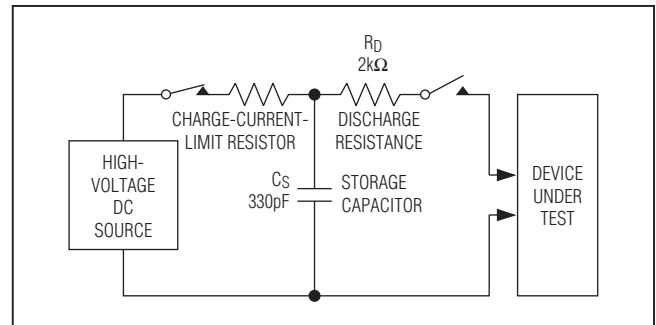 R_D
2kΩ
CHARGE-CURRENT-
LIMIT RESISTOR
DISCHARGE
RESISTANCE
HIGH-
VOLTAGE
DC
SOURCE
C_S
330pF
STORAGE
CAPACITOR
DEVICE
UNDER
TEST